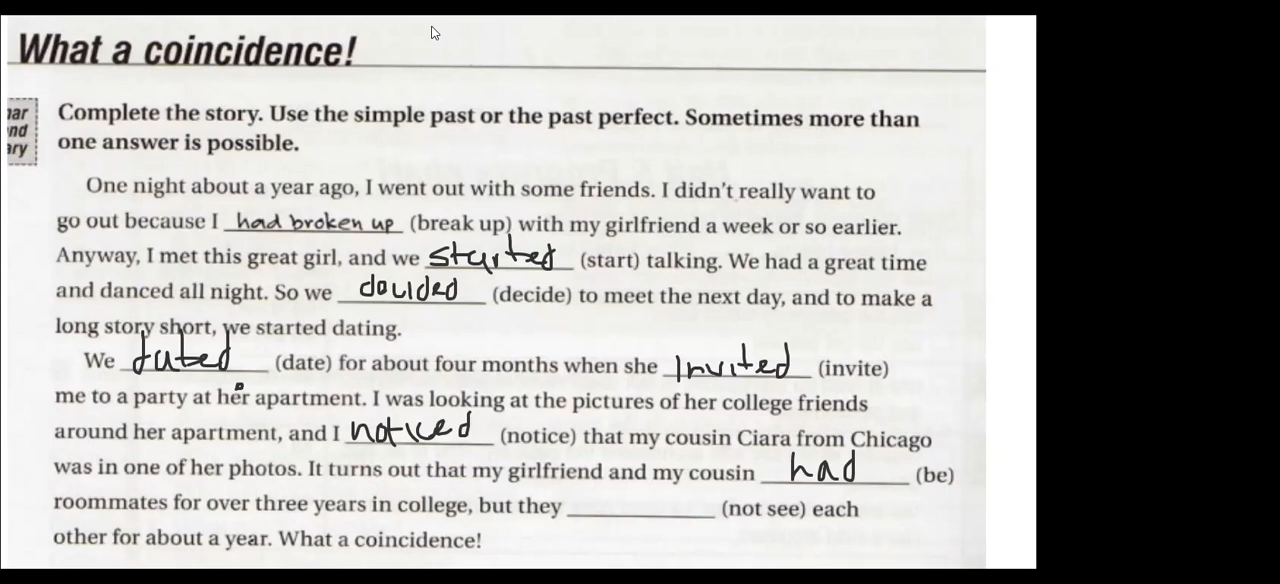 What a coincidence!
Complete the story. Use the simple past or the past perfect. Sometimes more than
one answer is possible.
One night about a year ago, I went out with some friends. I didn't really want to
go out because I had broken up (break up) with my girlfriend a week or so earlier.
Anyway, I met this great girl, and we started (start) talking. We had a great time
and danced all night. So we (decide) to meet the next day, and to make a
long story short, we started dating.
We dated (date) for about four months when she Invited (invite)
me to a party at her apartment. I was looking at the pictures of her college friends
around her apartment, and I noticed (notice) that my cousin Ciara from Chicago
was in one of her photos. It turns out that my girlfriend and my cousin had (be)
roommates for over three years in college, but they ____________ (not see) each
other for about a year. What a coincidence!